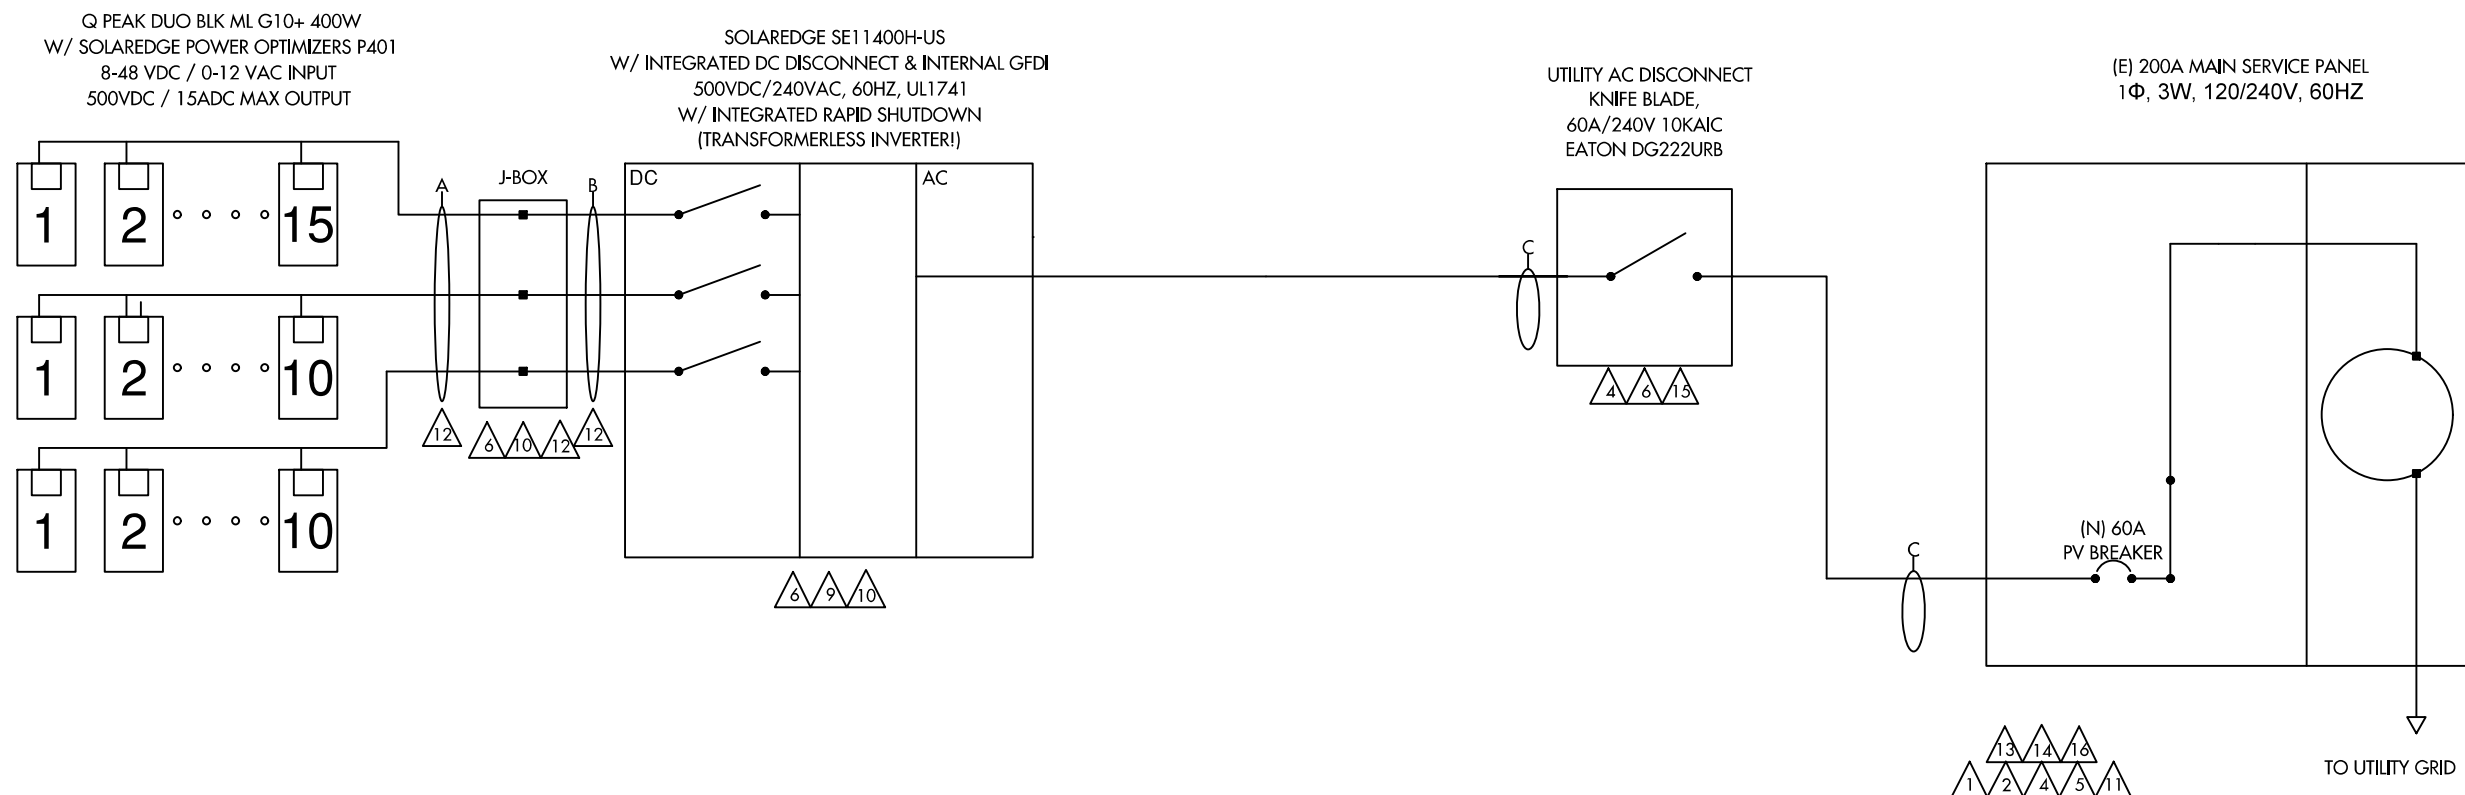 Q PEAK DUO BLK ML G10+ 400W
W/ SOLAREDGE POWER OPTIMIZERS P401
8-48 VDC / 0-12 VAC INPUT
500VDC / 15ADC MAX OUTPUT
SOLAREDGE SE11400H-US
W/ INTEGRATED DC DISCONNECT & INTERNAL GFDI
500VDC/240VAC, 60HZ, UL1741
W/ INTEGRATED RAPID SHUTDOWN
(TRANSFORMERLESS INVERTER!)
UTILITY AC DISCONNECT
KNIFE BLADE,
60A/240V 10KAIC
EATON DG222URB
(E) 200A MAIN SERVICE PANEL
1Φ, 3W, 120/240V, 60HZ
1 2 15
1 2 10
1 2 10
A
J-BOX
B
DC
AC
12
6 10 12
12
6 9 10
C
4 6 15
C
(N) 60A
PV BREAKER
13 14 16
1 2 4 5 11
TO UTILITY GRID